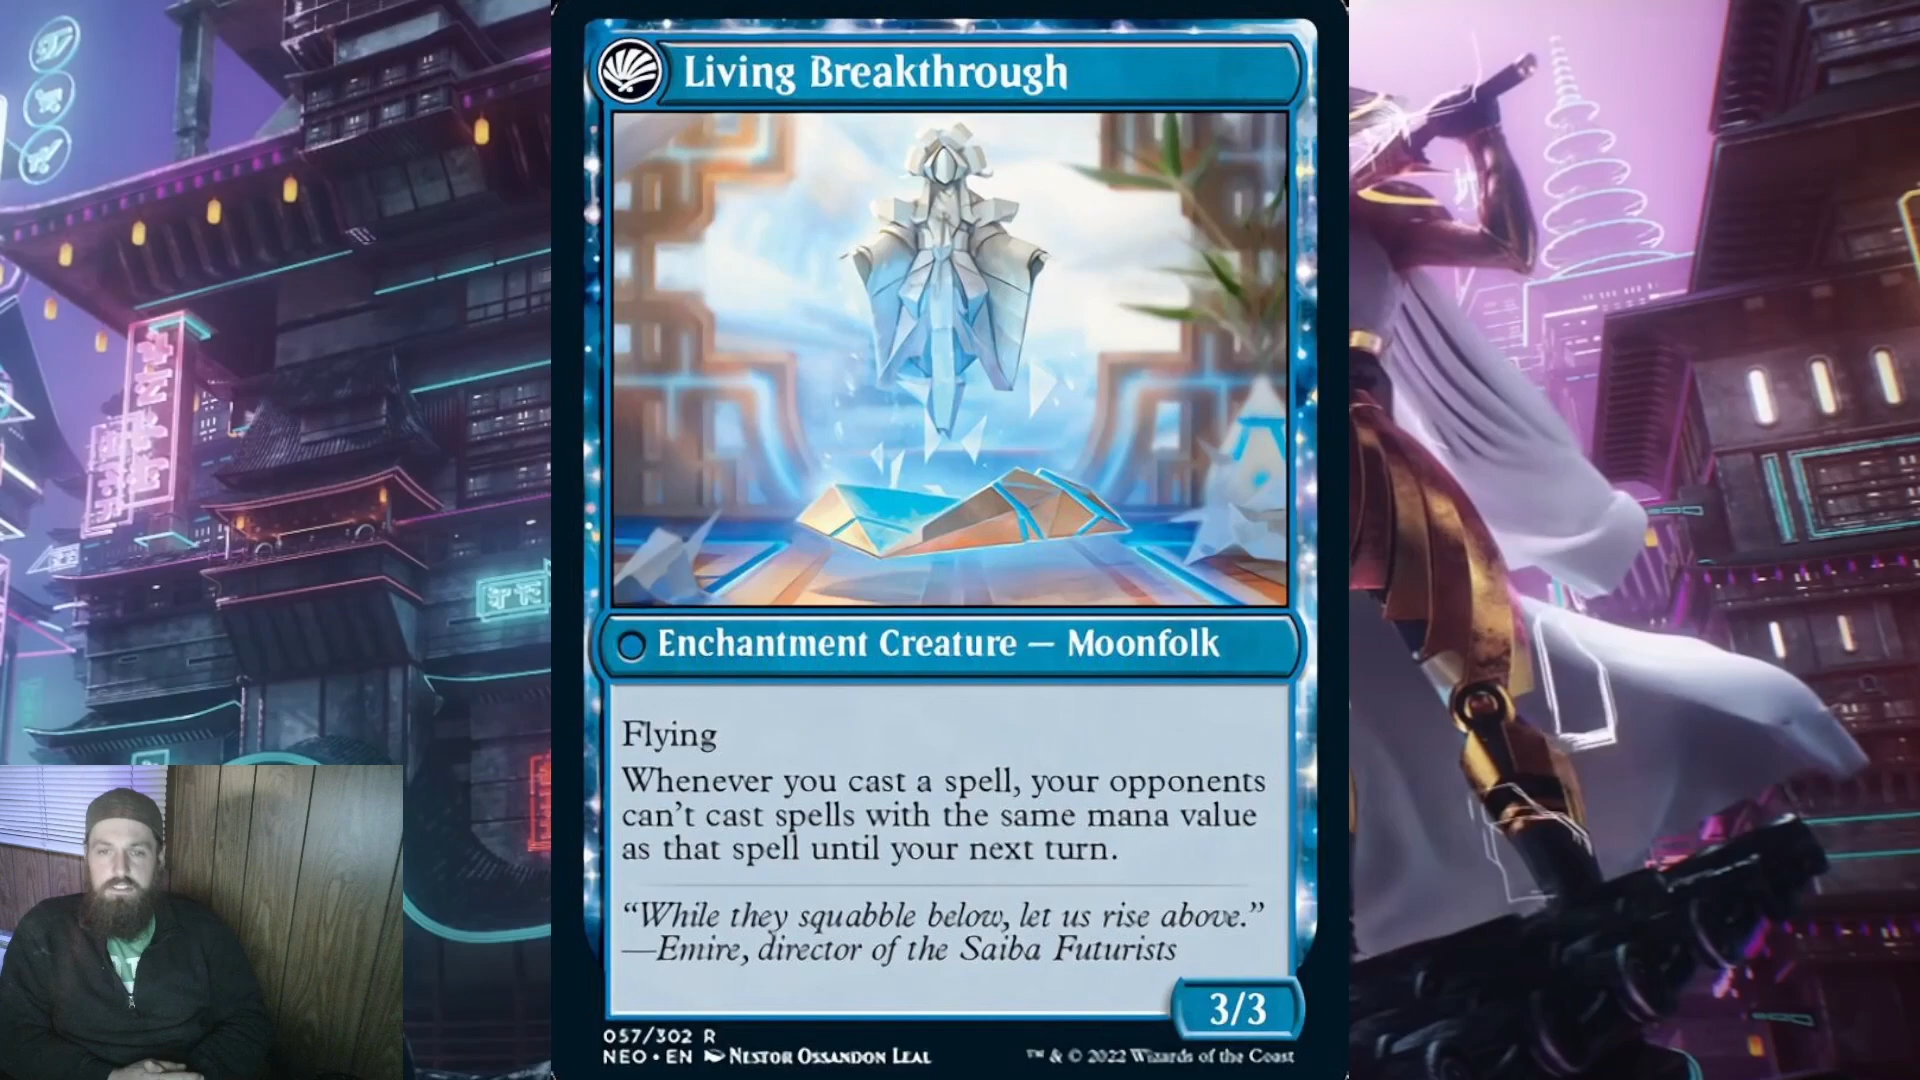 Living Breakthrough
Enchantment Creature — Moonfolk
Flying
Whenever you cast a spell, your opponents
can't cast spells with the same mana value
as that spell until your next turn.
“While they squabble below, let us rise above.”
—Emire, director of the Saiba Futurists
3/3
057/302 R
NEO • EN Nestor Ossandon Leal
™ & © 2022 Wizards of the Coast